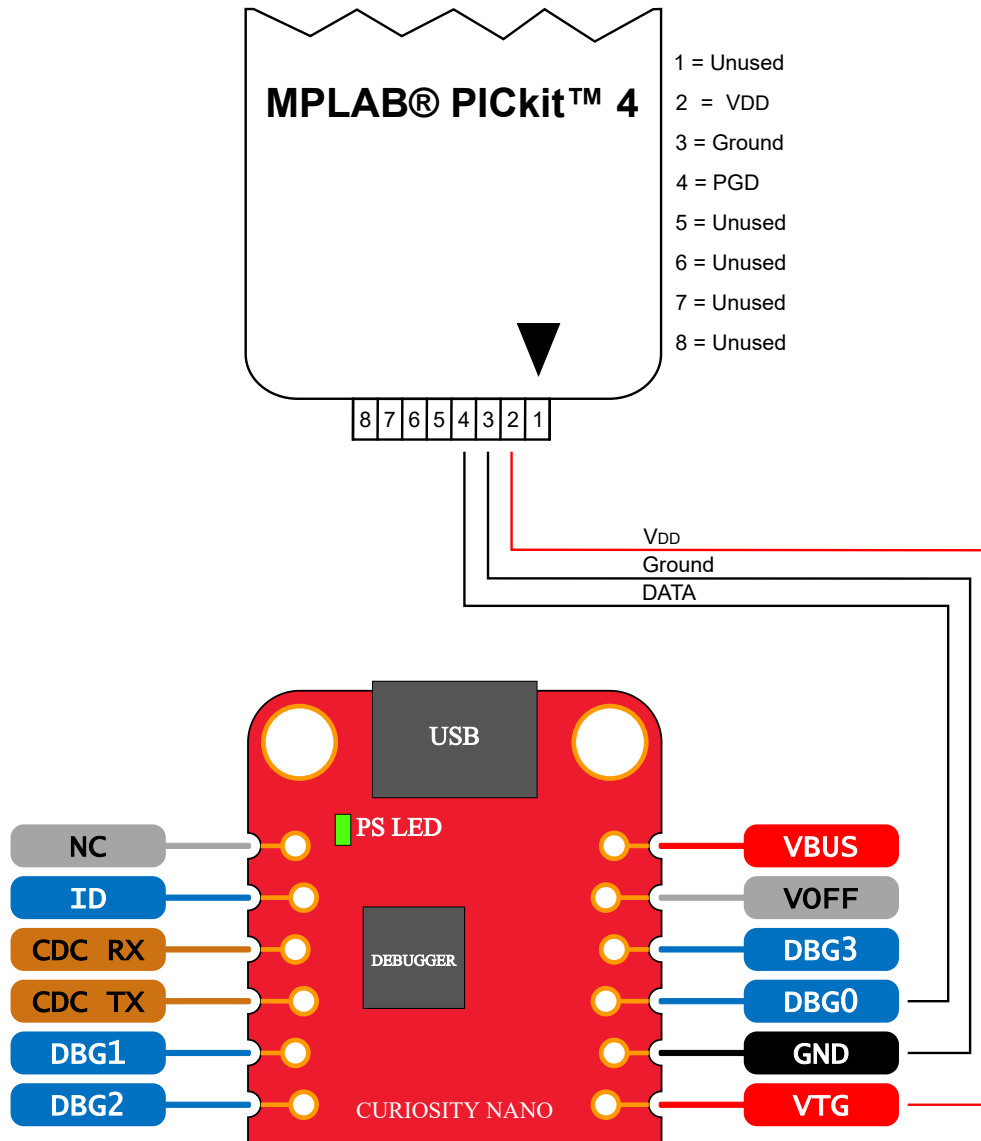 MPLAB® PICkit™ 4
1 = Unused
2 = VDD
3 = Ground
4 = PGD
5 = Unused
6 = Unused
7 = Unused
8 = Unused
8 7 6 5 4 3 2 1
VDD
Ground
DATA
USB
PS LED
NC
VBUS
ID
VOFF
CDC RX
DEBUGGER
DBG3
CDC TX
DBG0
DBG1
GND
DBG2
CURIOSITY NANO
VTG